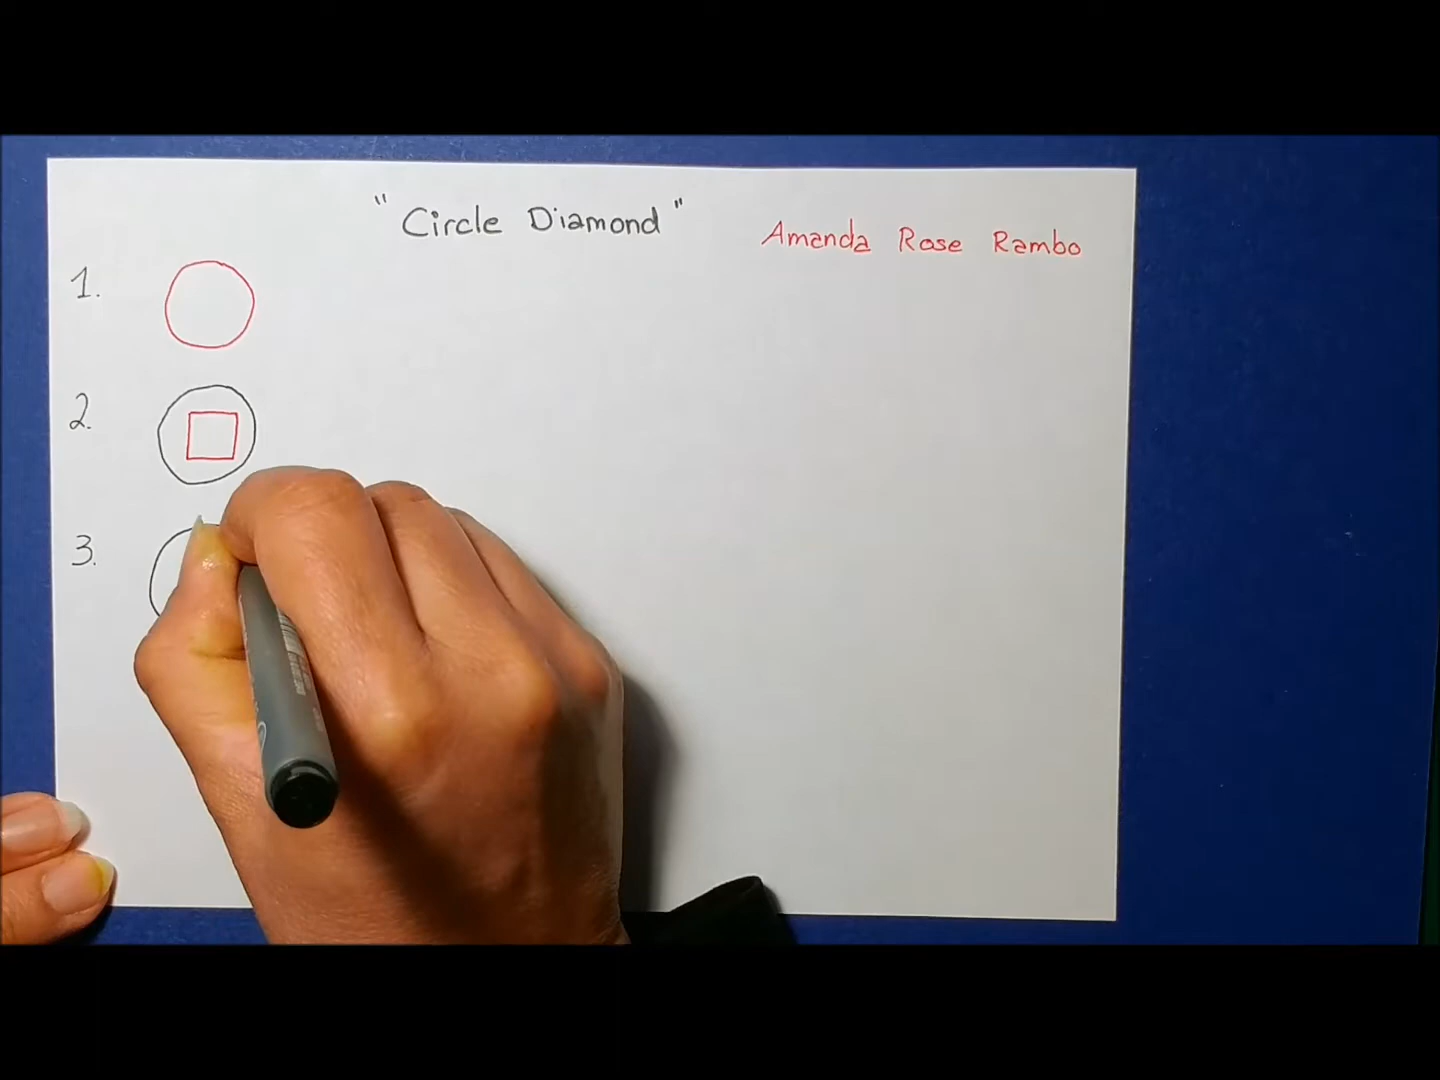 "Circle Diamond"
Amanda Rose Rambo
1.
2.
3.